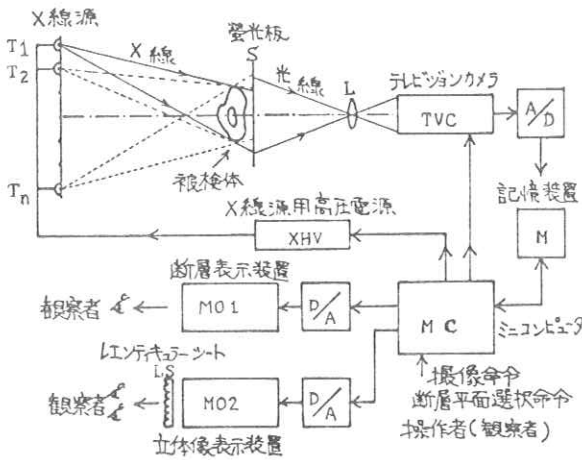 X線源
T1
T2
Tn
X線
螢光板
S
光線
L
テレビジョンカメラ
TVC
A/D
被検体
X線源用高圧電源
XHV
記憶装置
M
断層表示装置
観察者
MO1
D/A
MC
ミニコンピュータ
レエンティキュラーシート
LS
観察者
MO2
D/A
立体像表示装置
撮像命令
断層平面選択命令
操作者(観察者)